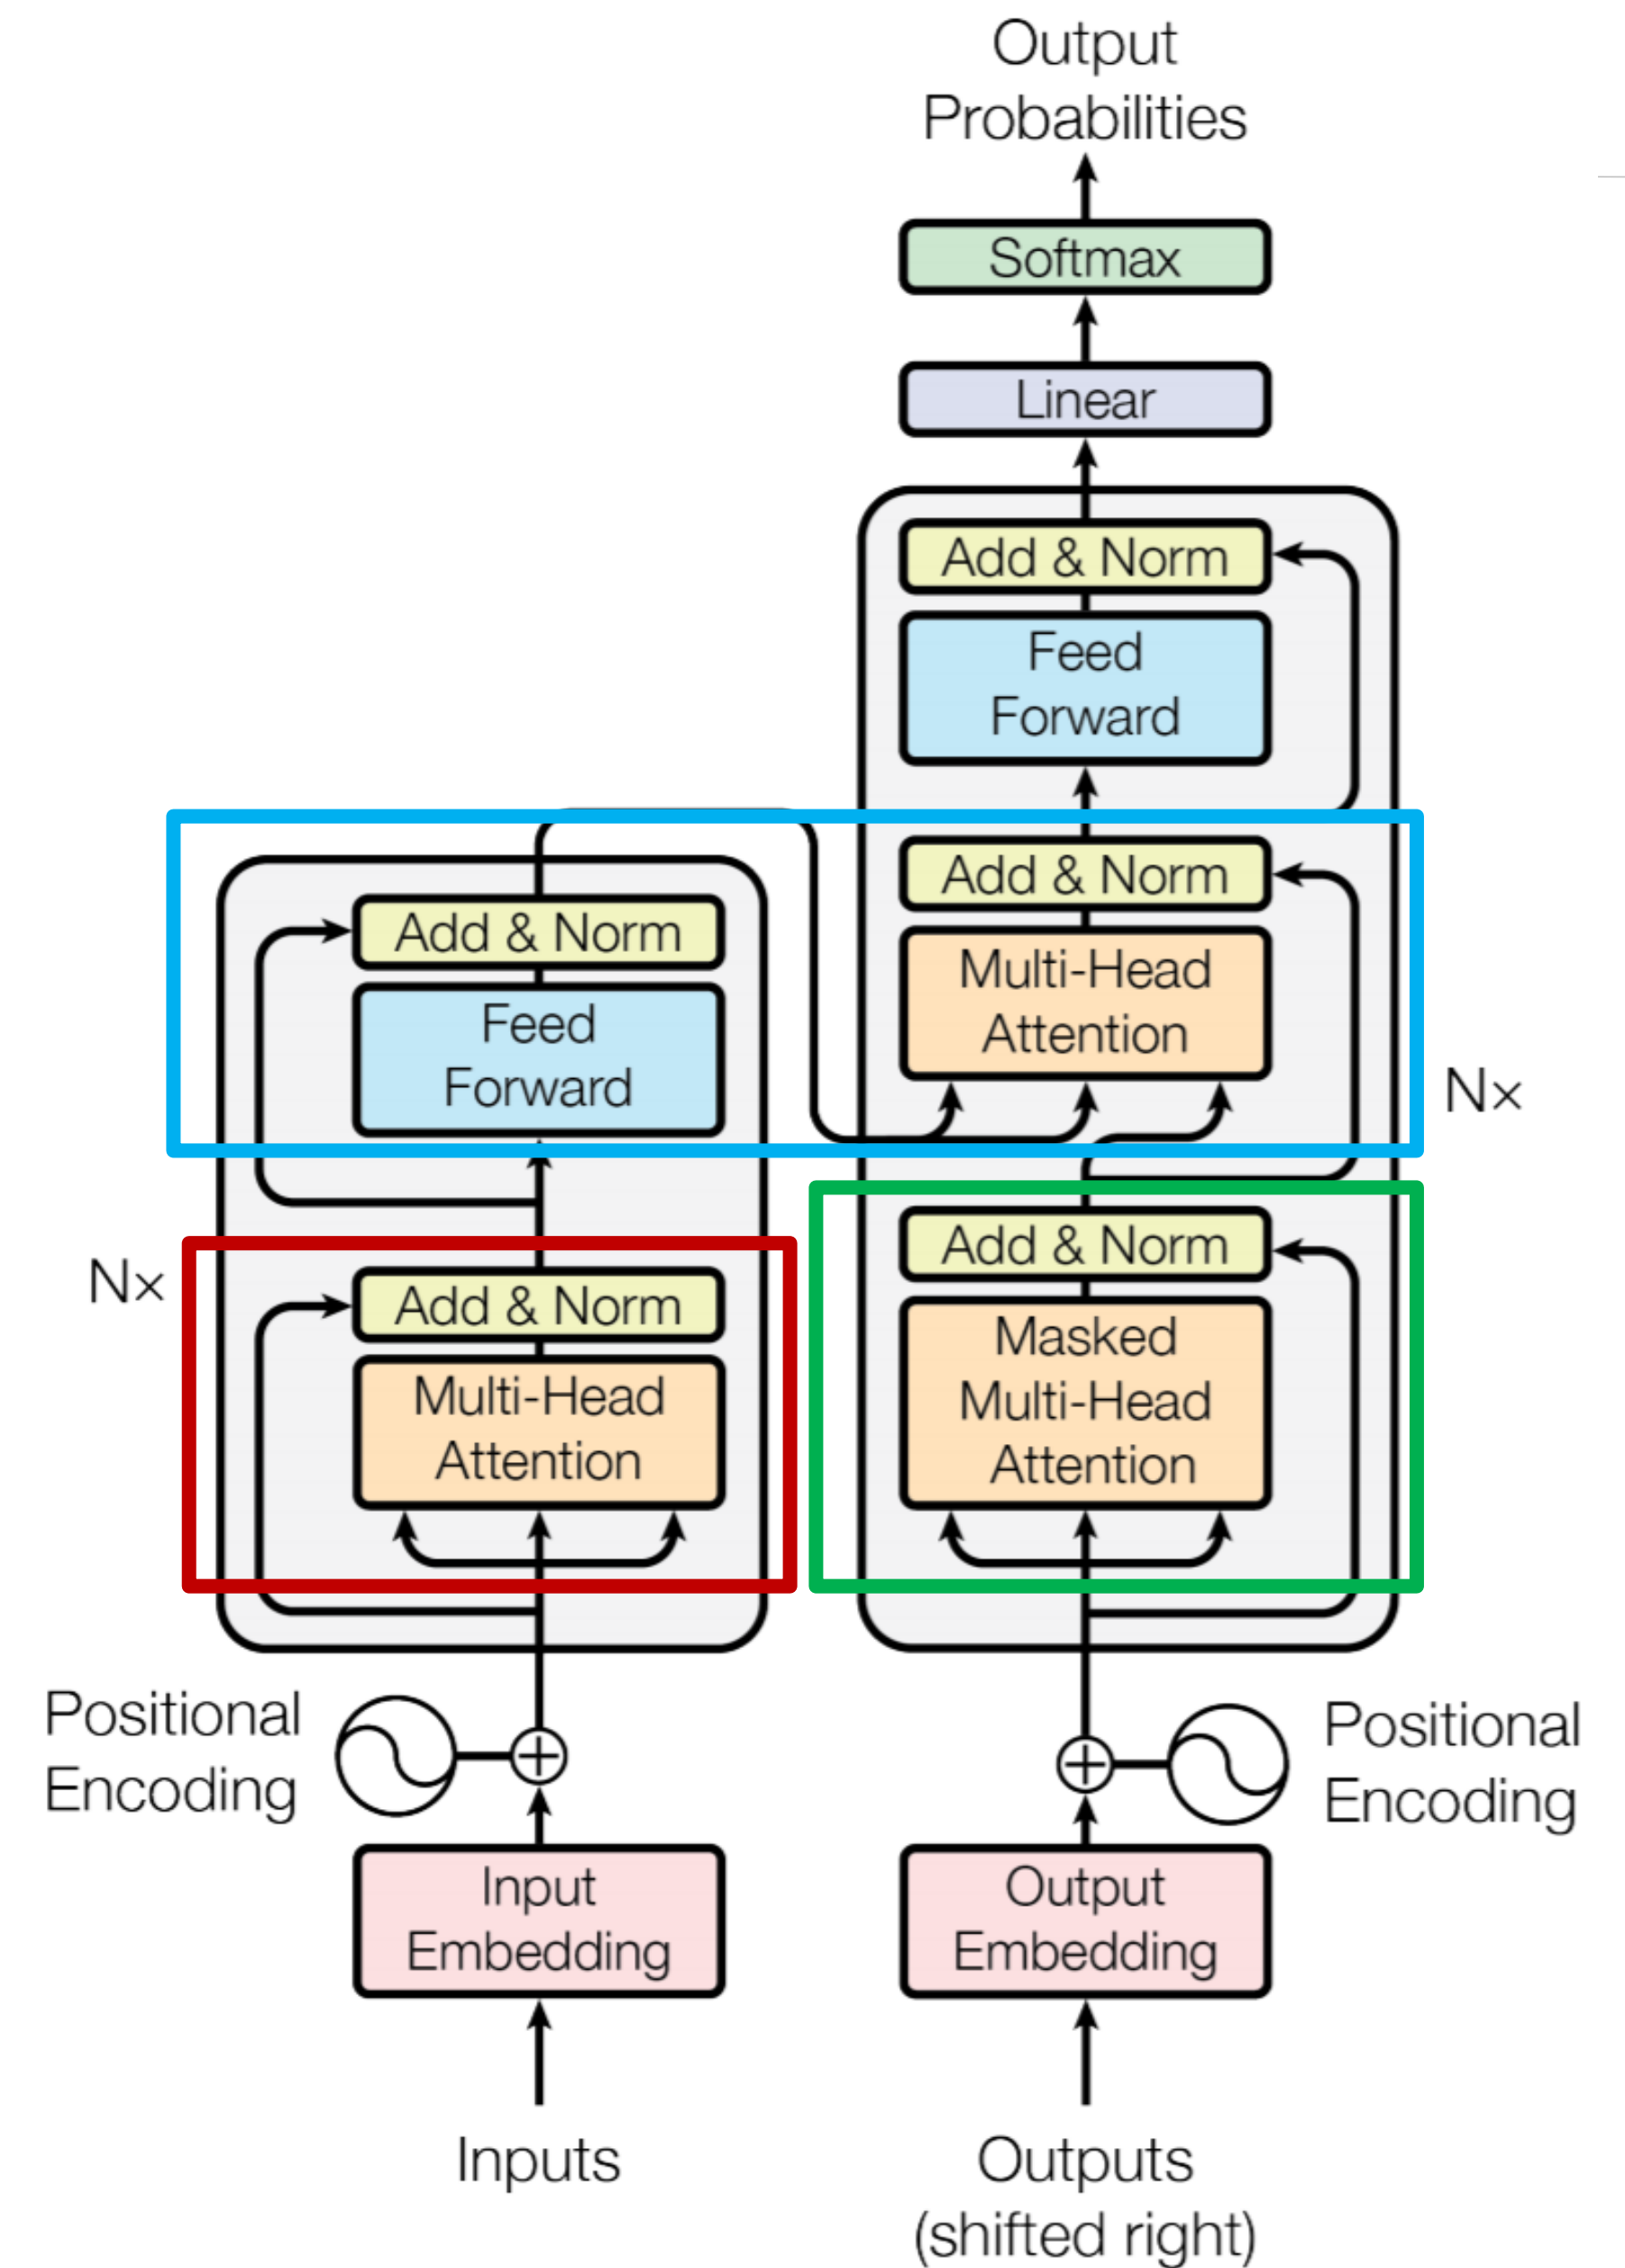 Output
Probabilities
Softmax
Linear
Add & Norm
Feed
Forward
Add & Norm
Multi-Head
Attention
Add & Norm
Feed
Forward
N×
Add & Norm
Masked
Multi-Head
Attention
N×
Add & Norm
Multi-Head
Attention
Positional
Encoding
Positional
Encoding
Input
Embedding
Output
Embedding
Inputs
Outputs
(shifted right)